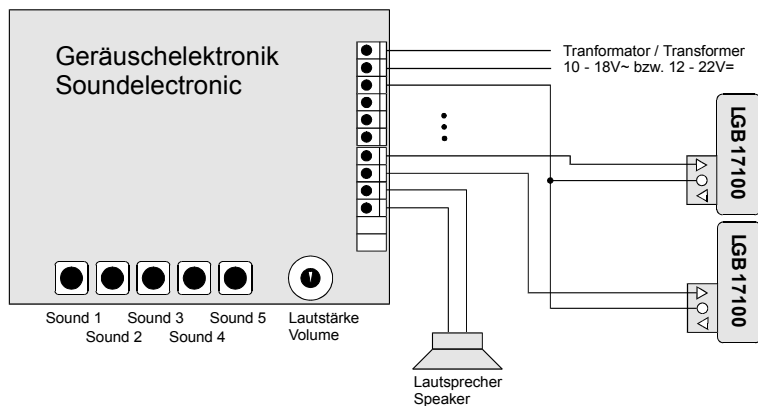 Geräuschelektronik
Soundelectronic
Tranformator / Transformer
10 - 18V~ bzw. 12 - 22V=
LGB 17100
LGB 17100
Sound 1 Sound 3 Sound 5
Sound 2 Sound 4
Lautstärke
Volume
Lautsprecher
Speaker